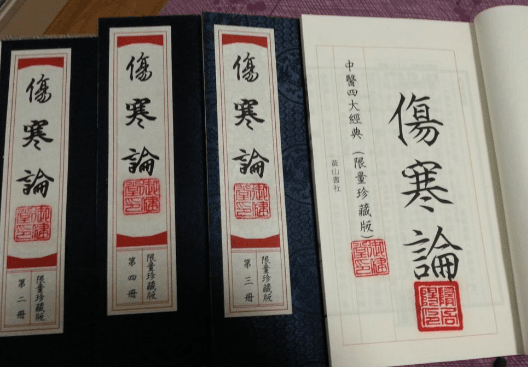 傷寒論
限量珍藏版
第二冊
傷寒論
限量珍藏版
第四冊
傷寒論
限量珍藏版
第三冊
傷寒論
中醫四大經典（限量珍藏版）
黃山書社